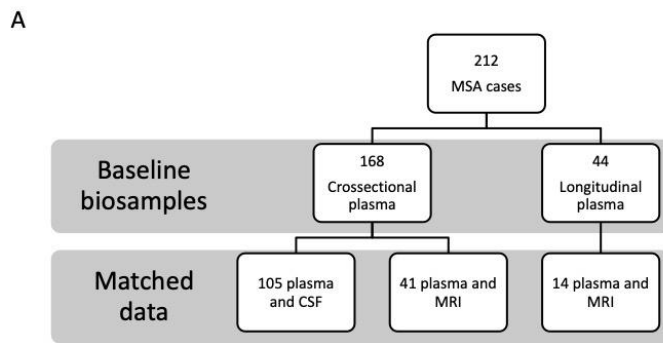 A
212
MSA cases
Baseline
biosamples
168
Crossectional
plasma
44
Longitudinal
plasma
Matched
data
105 plasma
and CSF
41 plasma and
MRI
14 plasma and
MRI